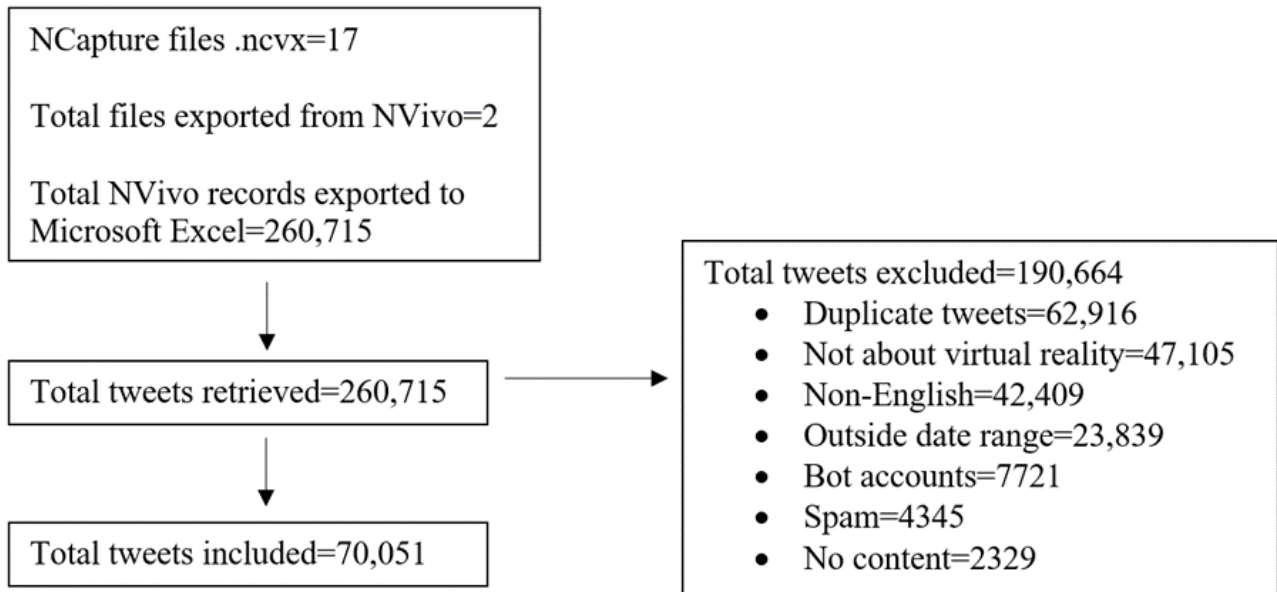 NCapture files .ncvx=17
Total files exported from NVivo=2
Total NVivo records exported to
Microsoft Excel=260,715
Total tweets retrieved=260,715
Total tweets excluded=190,664
• Duplicate tweets=62,916
• Not about virtual reality=47,105
• Non-English=42,409
• Outside date range=23,839
• Bot accounts=7721
• Spam=4345
• No content=2329
Total tweets included=70,051